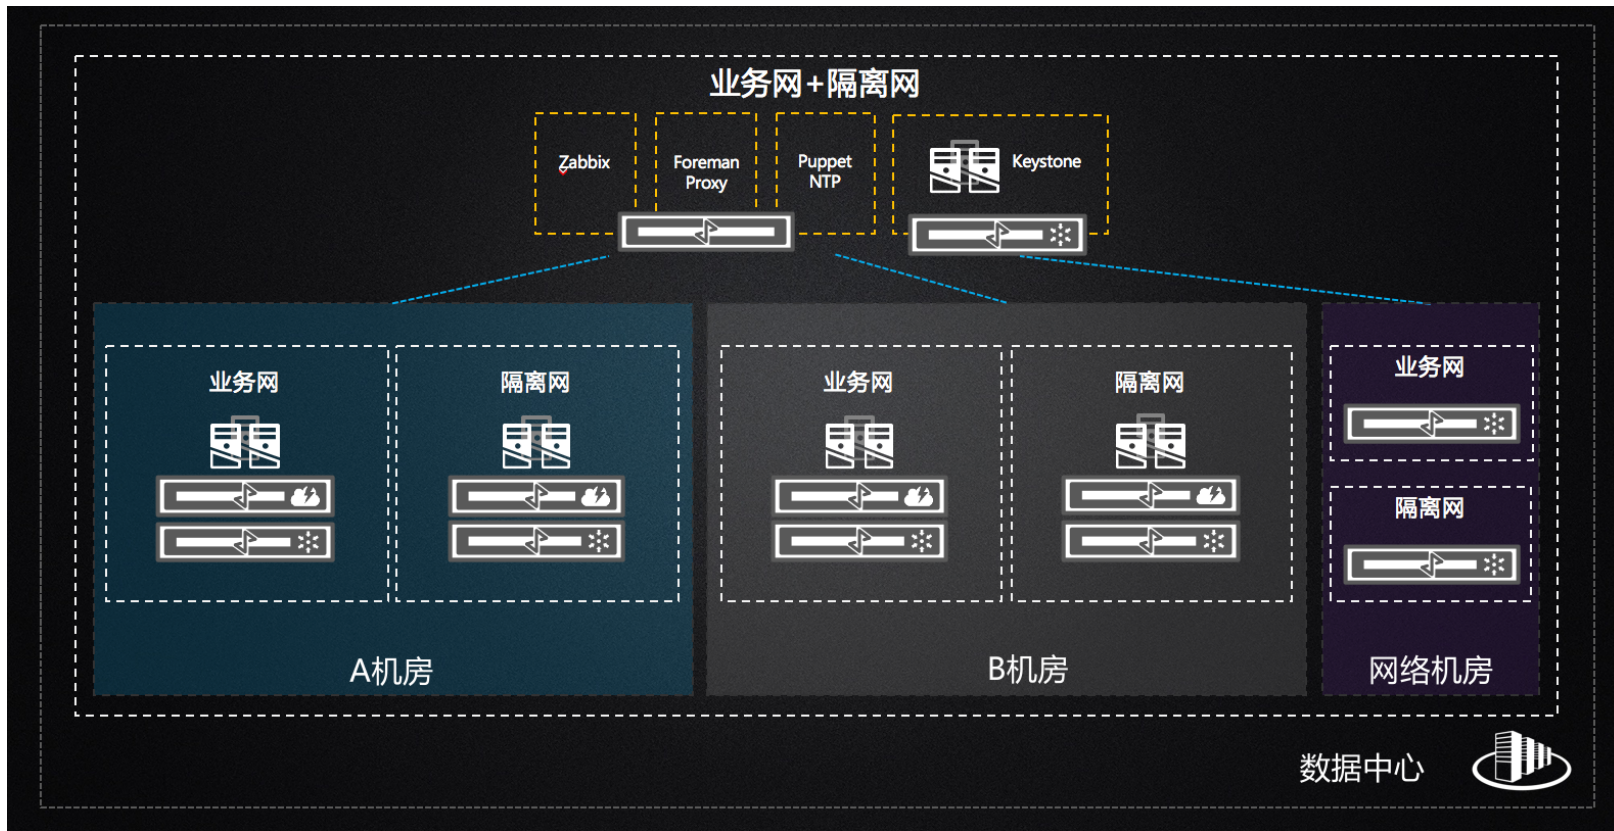 业务网+隔离网
Zabbix
Foreman
Proxy
Puppet
NTP
Keystone
业务网
隔离网
A机房
业务网
隔离网
B机房
业务网
隔离网
网络机房
数据中心